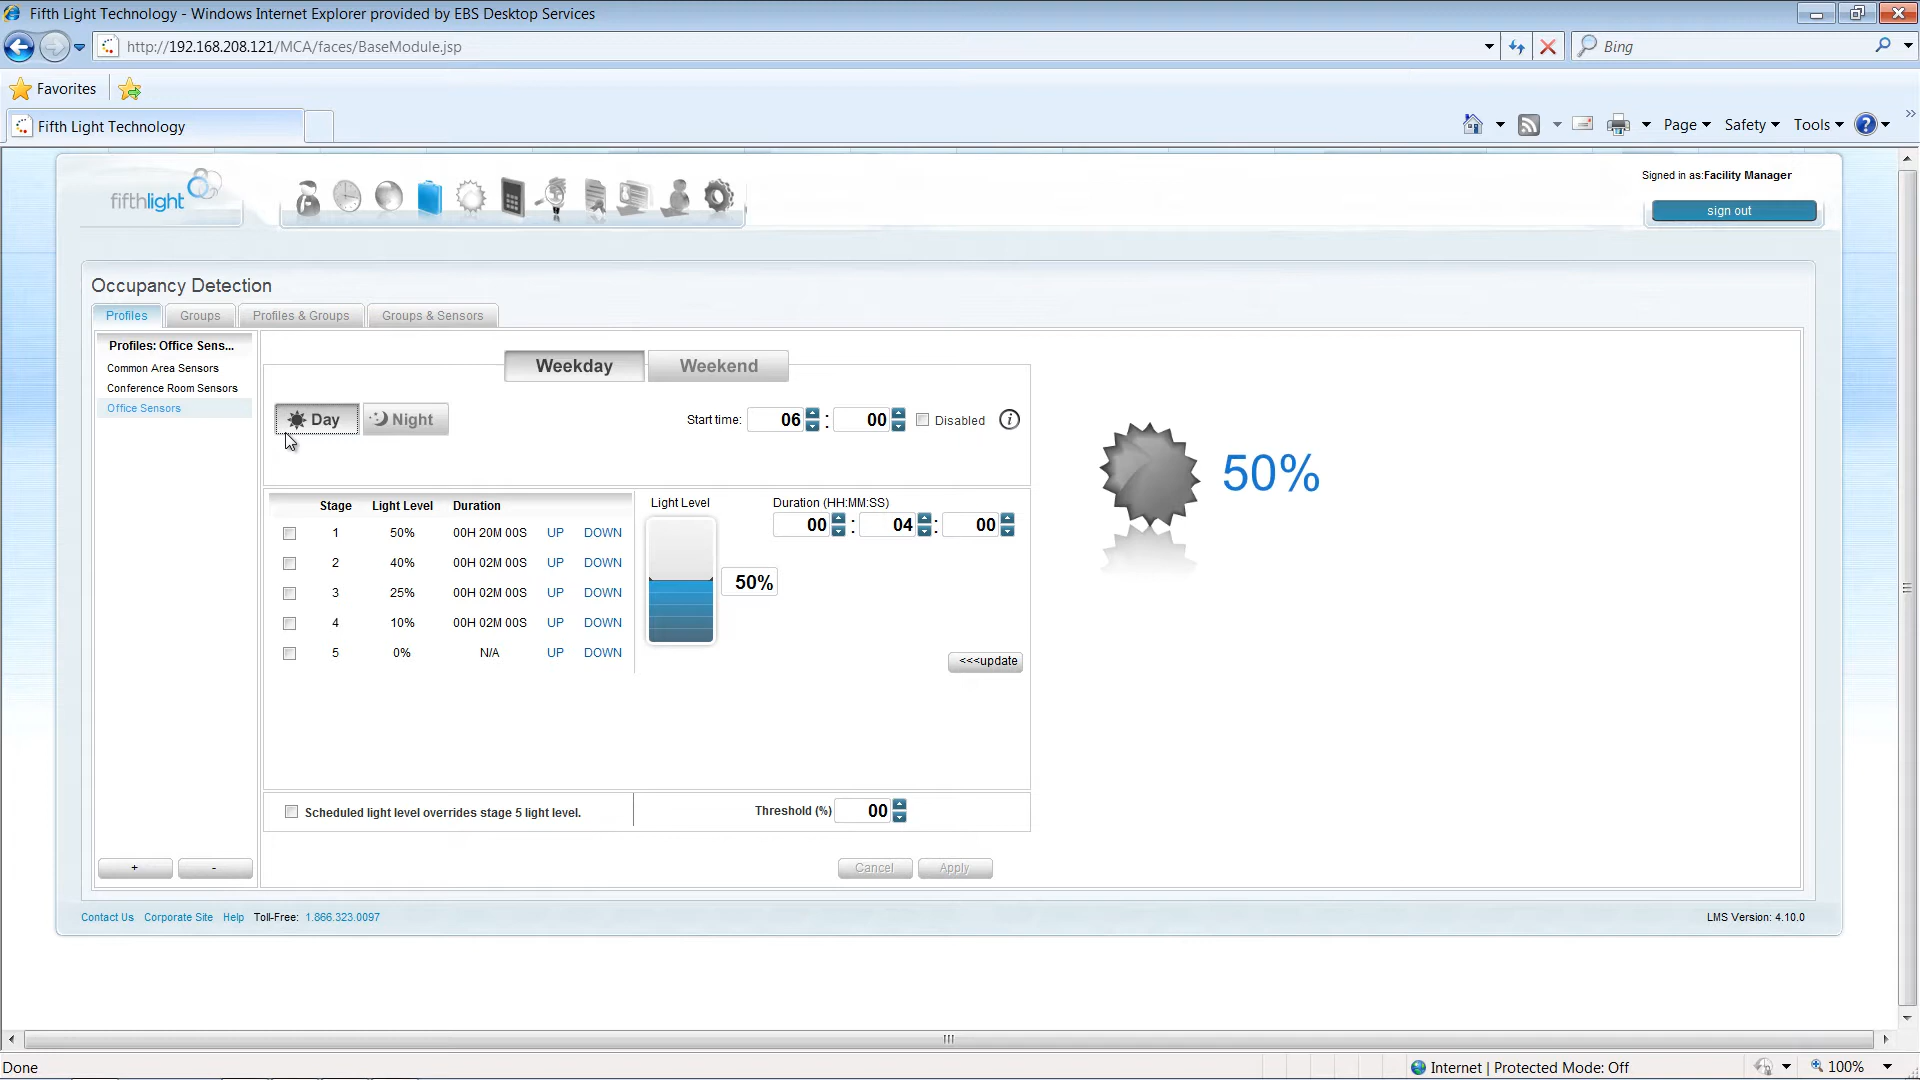 Fifth Light Technology - Windows Internet Explorer provided by EBS Desktop Services
http://192.168.208.121/MCA/faces/BaseModule.jsp
Bing
Favorites
Fifth Light Technology
Page Safety Tools
fifthlight
Signed in as:Facility Manager
sign out
Occupancy Detection
Profiles Groups Profiles & Groups Groups & Sensors
Profiles: Office Sens...
Common Area Sensors
Conference Room Sensors
Office Sensors
Weekday Weekend
Day Night Start time: 06 : 00 Disabled
Stage Light Level Duration
1 50% 00H 20M 00S UP DOWN
2 40% 00H 02M 00S UP DOWN
3 25% 00H 02M 00S UP DOWN
4 10% 00H 02M 00S UP DOWN
5 0% N/A UP DOWN
Light Level Duration (HH:MM:SS)
00 : 04 : 00
50%
<<<update
50%
Scheduled light level overrides stage 5 light level. Threshold (%) 00
+ -
Cancel Apply
Contact Us Corporate Site Help Toll-Free: 1.866.323.0097 LMS Version: 4.10.0
Done Internet | Protected Mode: Off 100%